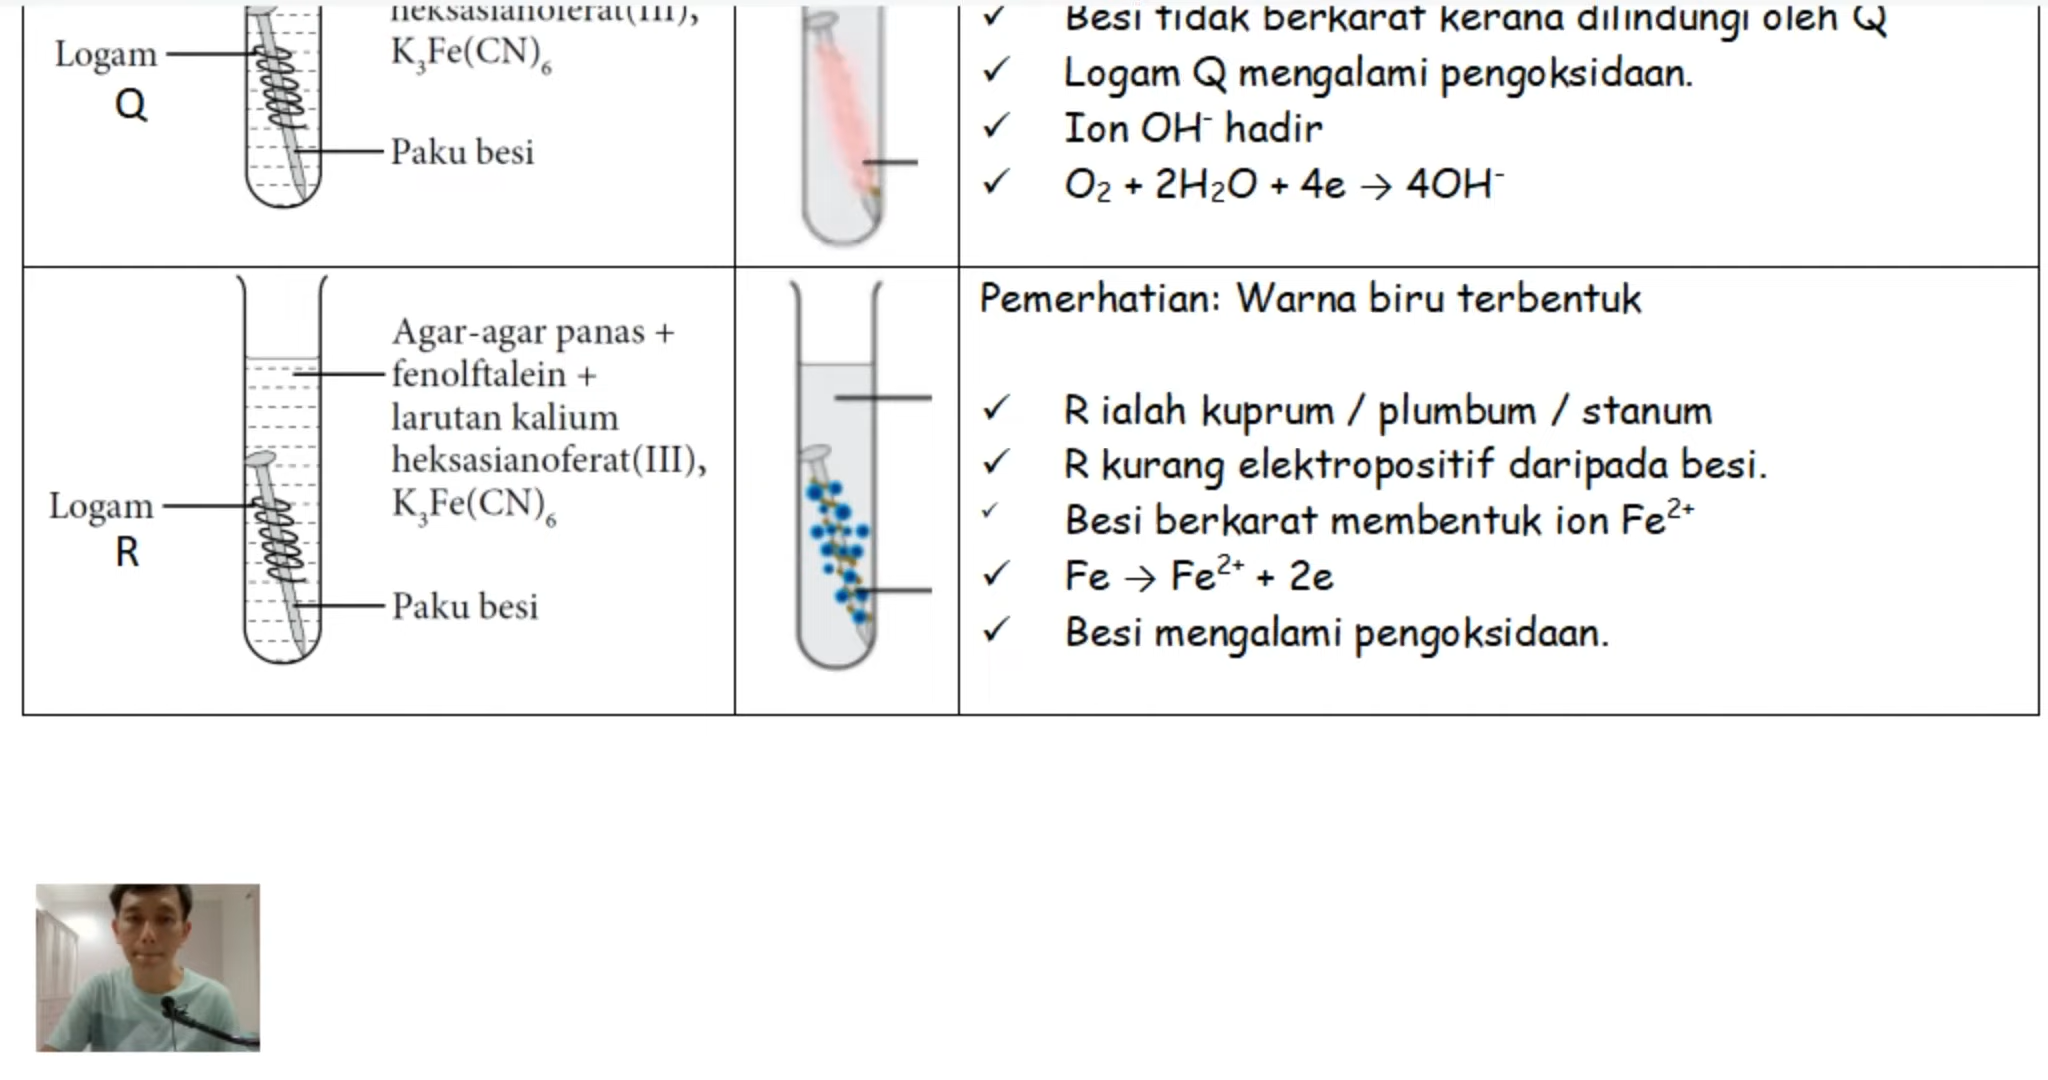 heksasianoferat(III),
K₃Fe(CN)₆
Logam
Q
Paku besi
Besi tidak berkarat kerana dilindungi oleh Q
✓ Logam Q mengalami pengoksidaan.
✓ Ion OH⁻ hadir
✓ O₂ + 2H₂O + 4e → 4OH⁻
Agar-agar panas +
fenolftalein +
larutan kalium
heksasianoferat(III),
K₃Fe(CN)₆
Logam
R
Paku besi
Pemerhatian: Warna biru terbentuk
✓ R ialah kuprum / plumbum / stanum
✓ R kurang elektropositif daripada besi.
✓ Besi berkarat membentuk ion Fe²⁺
✓ Fe → Fe²⁺ + 2e
✓ Besi mengalami pengoksidaan.